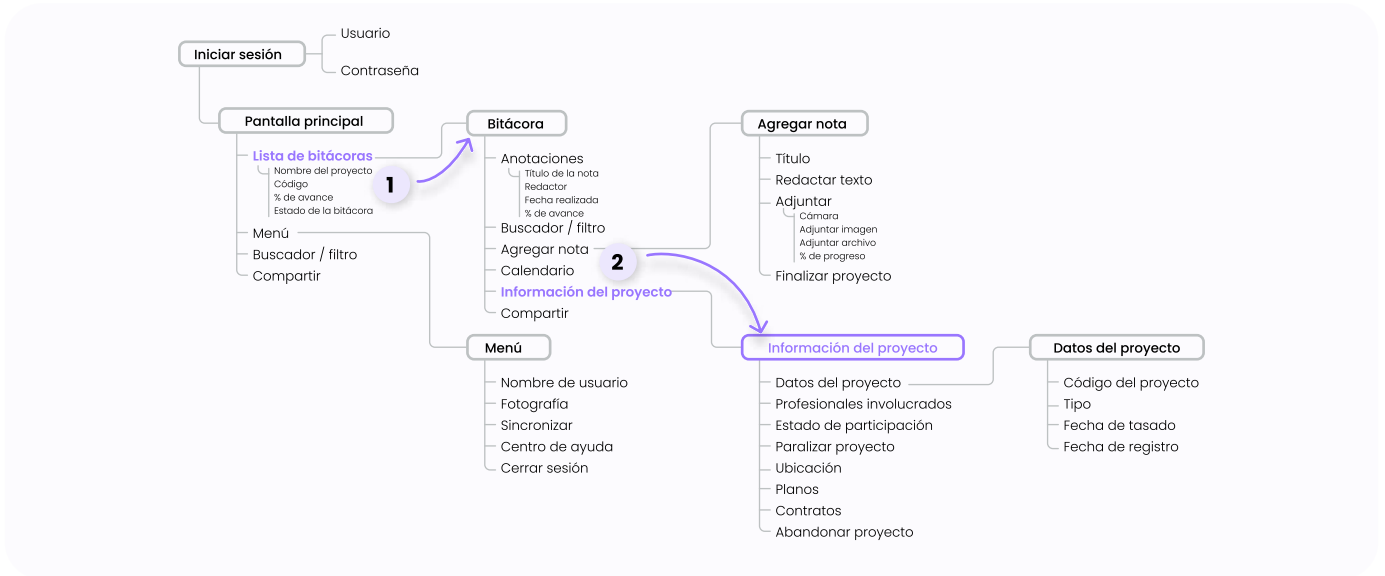 Iniciar sesión
Usuario
Contraseña
Pantalla principal
Lista de bitácoras
Nombre del proyecto
Código
% de avance
Estado de la bitácora
Menú
Buscador / filtro
Compartir
1
Bitácora
Anotaciones
Título de la nota
Redactor
Fecha realizada
% de avance
Buscador / filtro
Agregar nota
Calendario
Información del proyecto
Compartir
2
Agregar nota
Título
Redactar texto
Adjuntar
Cámara
Adjuntar imagen
Adjuntar archivo
% de progreso
Finalizar proyecto
Menú
Nombre de usuario
Fotografía
Sincronizar
Centro de ayuda
Cerrar sesión
Información del proyecto
Datos del proyecto
Profesionales involucrados
Estado de participación
Paralizar proyecto
Ubicación
Planos
Contratos
Abandonar proyecto
Datos del proyecto
Código del proyecto
Tipo
Fecha de tasado
Fecha de registro